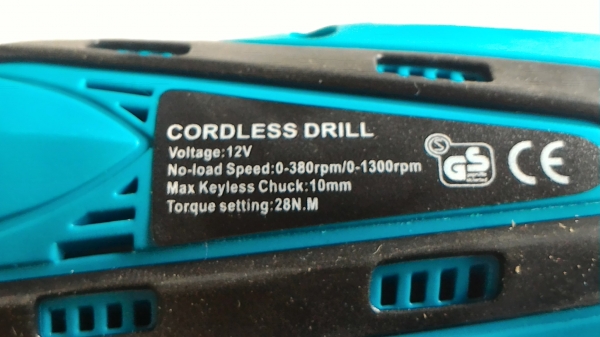 CORDLESS DRILL
Voltage:12V
No-load Speed:0-380rpm/0-1300rpm
Max Keyless Chuck:10mm
Torque setting:28N.M
S
GS
CE